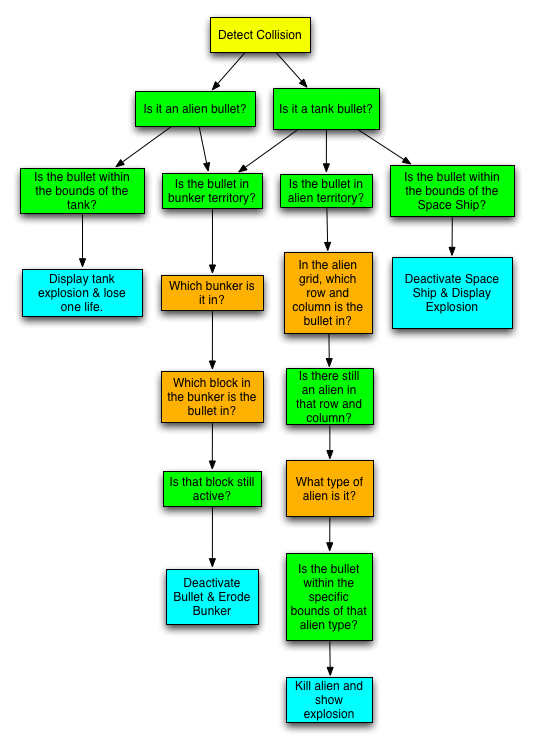 Detect Collision
Is it an alien bullet?
Is it a tank bullet?
Is the bullet within
the bounds of the
tank?
Is the bullet in
bunker territory?
Is the bullet in
alien territory?
Is the bullet within
the bounds of the
Space Ship?
Display tank
explosion & lose
one life.
Which bunker is
it in?
In the alien
grid, which
row and
column is the
bullet in?
Deactivate Space
Ship & Display
Explosion
Which block in
the bunker is the
bullet in?
Is there still
an alien in
that row and
column?
Is that block still
active?
What type of
alien is it?
Deactivate
Bullet & Erode
Bunker
Is the bullet
within the
specific
bounds of that
alien type?
Kill alien and
show
explosion